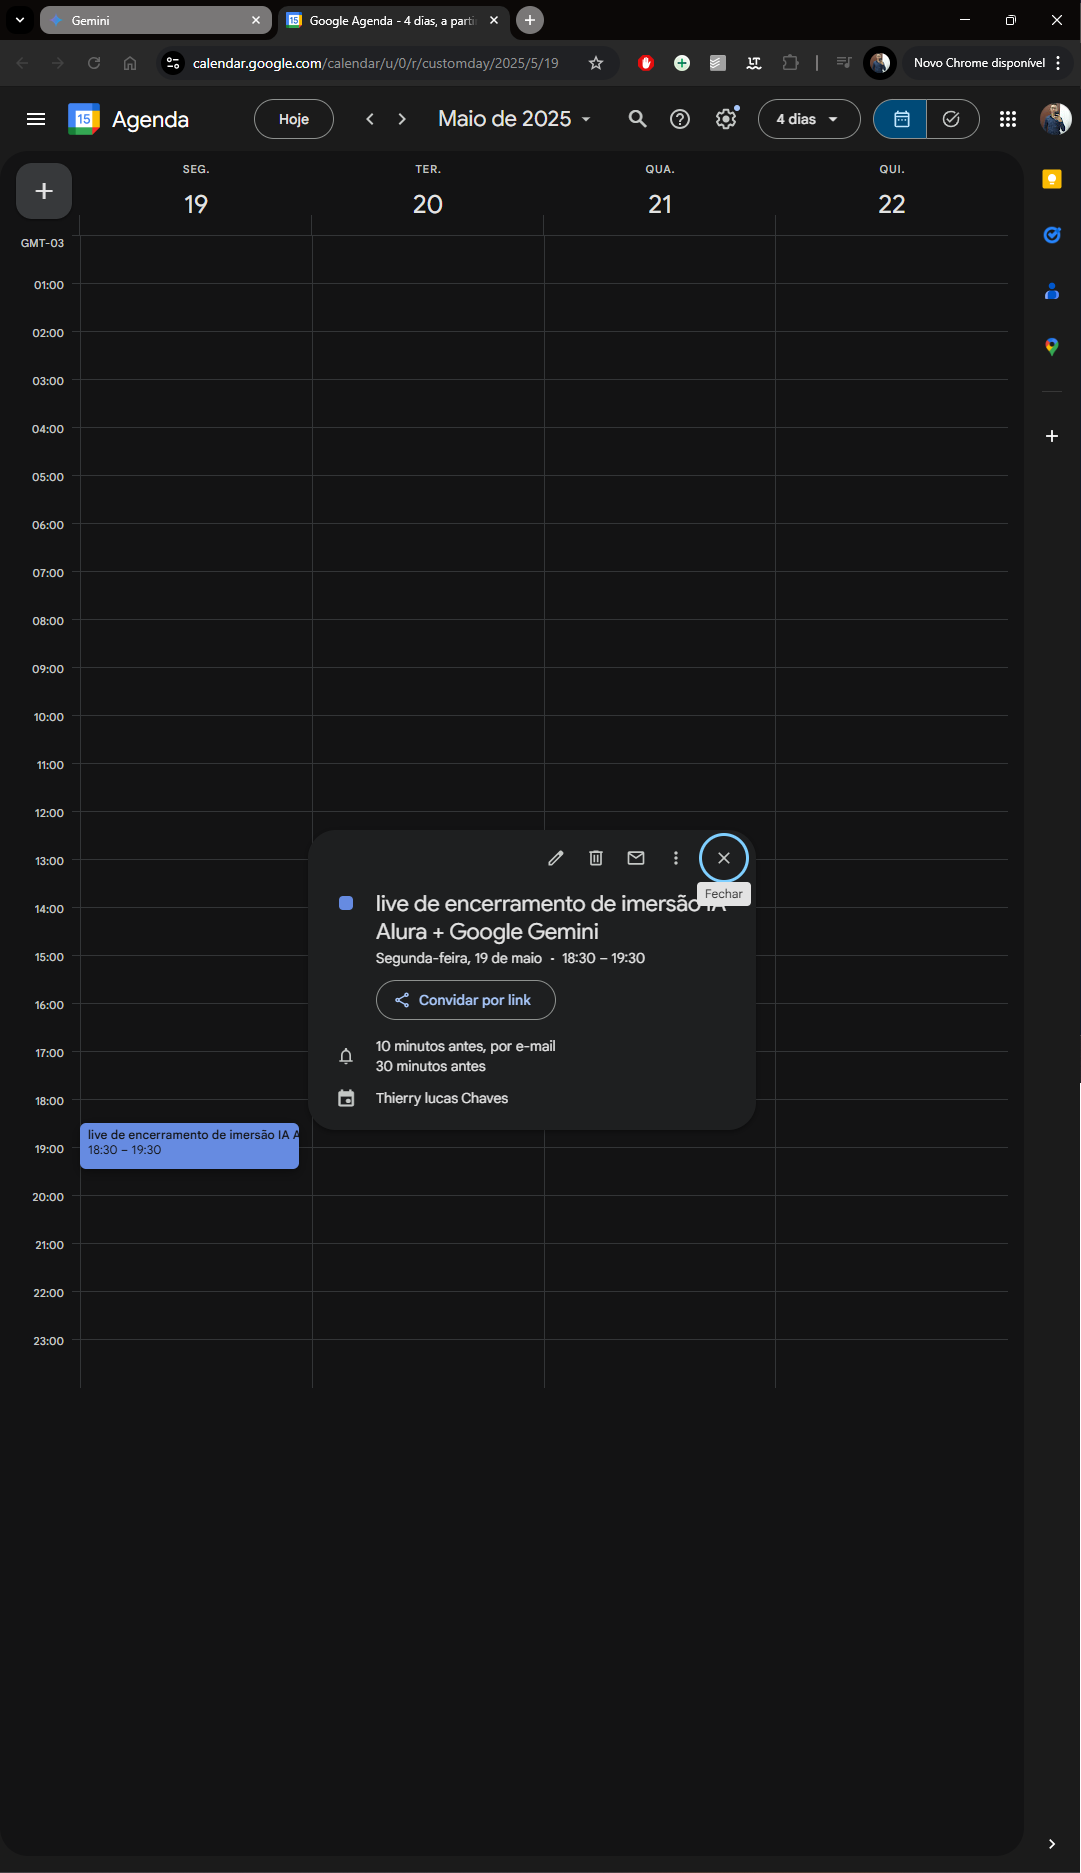 Gemini
Google Agenda - 4 dias, a parti
calendar.google.com/calendar/u/0/r/customday/2025/5/19
Novo Chrome disponível
15
Agenda
Hoje
Maio de 2025
4 dias
SEG.
TER.
QUA.
QUI.
19
20
21
22
GMT-03
01:00
02:00
03:00
04:00
05:00
06:00
07:00
08:00
09:00
10:00
11:00
12:00
13:00
Fechar
14:00
live de encerramento de imersão IA
Alura + Google Gemini
15:00
Segunda-feira, 19 de maio · 18:30 – 19:30
16:00
Convidar por link
17:00
10 minutos antes, por e-mail
30 minutos antes
18:00
Thierry lucas Chaves
live de encerramento de imersão IA A
18:30 – 19:30
19:00
20:00
21:00
22:00
23:00